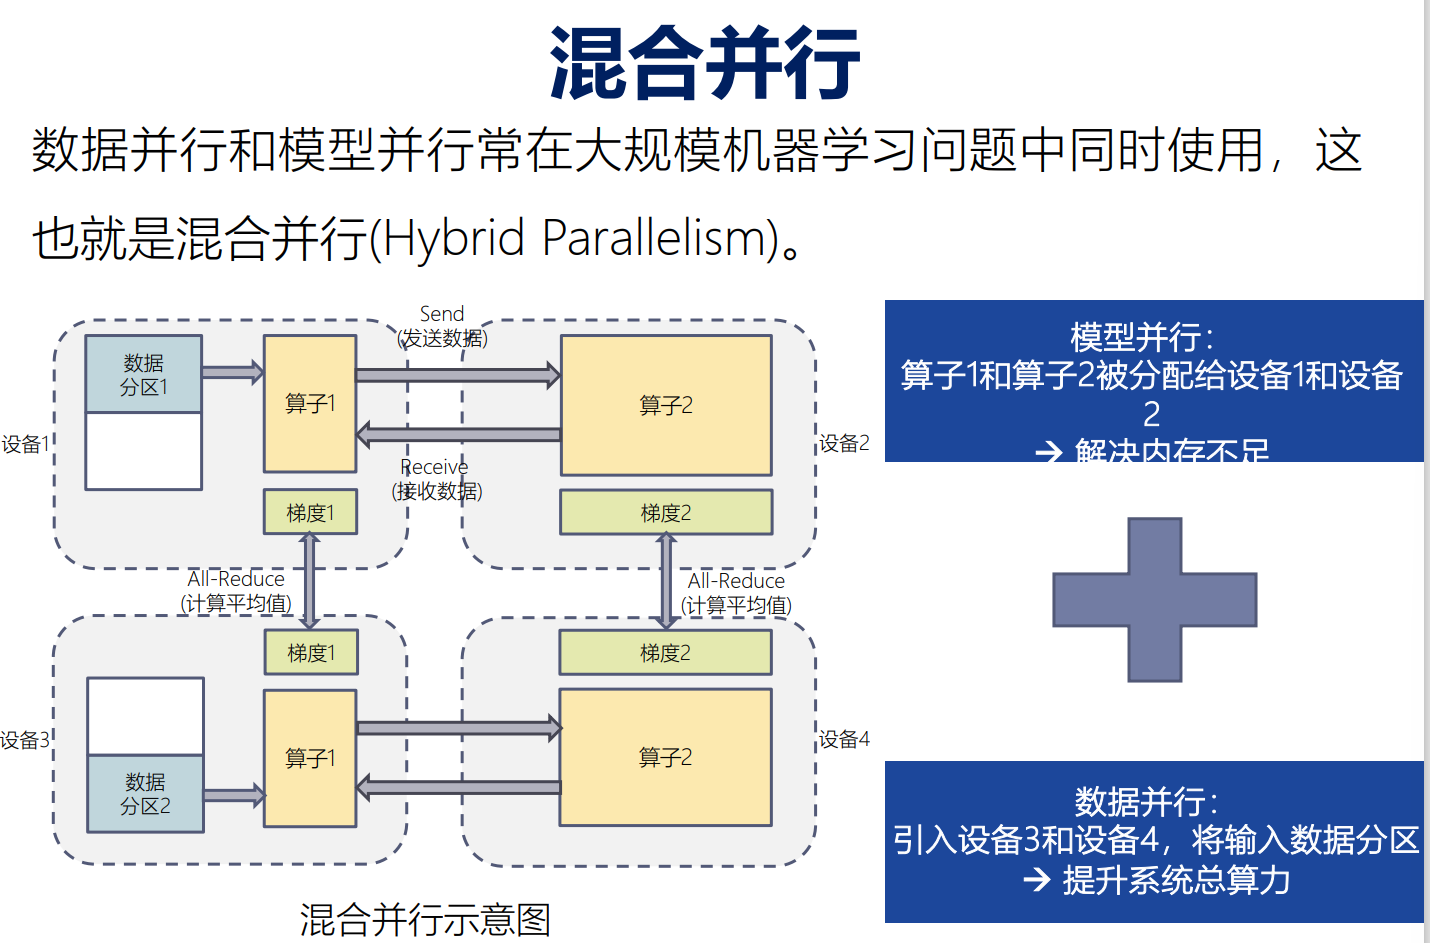 混合并行
数据并行和模型并行常在大规模机器学习问题中同时使用，这
也就是混合并行(Hybrid Parallelism)。
Send
(发送数据)
数据
分区1
算子1
算子2
设备1
设备2
Receive
(接收数据)
梯度1
梯度2
All-Reduce
(计算平均值)
All-Reduce
(计算平均值)
梯度1
梯度2
设备3
算子1
算子2
设备4
数据
分区2
混合并行示意图
模型并行：
算子1和算子2被分配给设备1和设备
2
→ 解决内存不足
数据并行：
引入设备3和设备4，将输入数据分区
→ 提升系统总算力